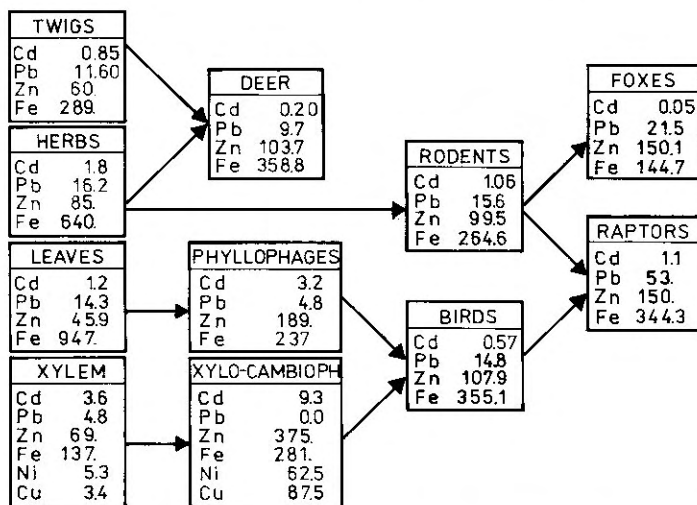 TWIGS
Cd 0.85
Pb 11.60
Zn 60.
Fe 289.
HERBS
Cd 1.8
Pb 16.2
Zn 85.
Fe 640.
LEAVES
Cd 1.2
Pb 14.3
Zn 45.9
Fe 947.
XYLEM
Cd 3.6
Pb 4.8
Zn 69.
Fe 137.
Ni 5.3
Cu 3.4
DEER
Cd 0.20
Pb 9.7
Zn 103.7
Fe 358.8
PHYLLOPHAGES
Cd 3.2
Pb 4.8
Zn 189.
Fe 237
XYLO-CAMBIOPH
Cd 9.3
Pb 0.0
Zn 375.
Fe 281.
Ni 62.5
Cu 87.5
RODENTS
Cd 1.06
Pb 15.6
Zn 99.5
Fe 264.6
BIRDS
Cd 0.57
Pb 14.8
Zn 107.9
Fe 355.1
FOXES
Cd 0.05
Pb 21.5
Zn 150.1
Fe 144.7
RAPTORS
Cd 1.1
Pb 53.
Zn 150.
Fe 344.3